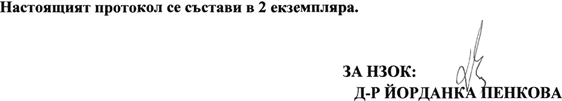 Настоящият протокол се състави в 2 екземпляра.
ЗА НЗОК:
Д-Р ЙОРДАНКА ПЕНКОВА